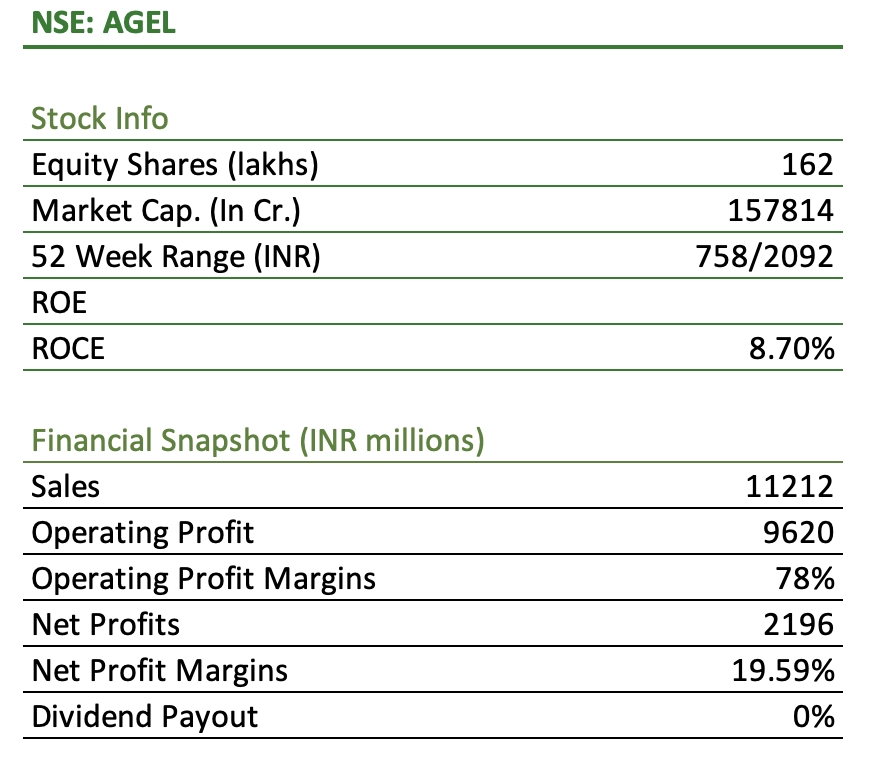 NSE: AGEL
Stock Info
Equity Shares (lakhs) 162
Market Cap. (In Cr.) 157814
52 Week Range (INR) 758/2092
ROE
ROCE 8.70%
Financial Snapshot (INR millions)
Sales 11212
Operating Profit 9620
Operating Profit Margins 78%
Net Profits 2196
Net Profit Margins 19.59%
Dividend Payout 0%